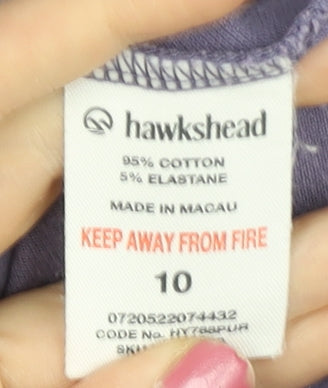 hawkshead
95% COTTON
5% ELASTANE
MADE IN MACAU
KEEP AWAY FROM FIRE
10
0720522074432
CODE No. HY788PUR